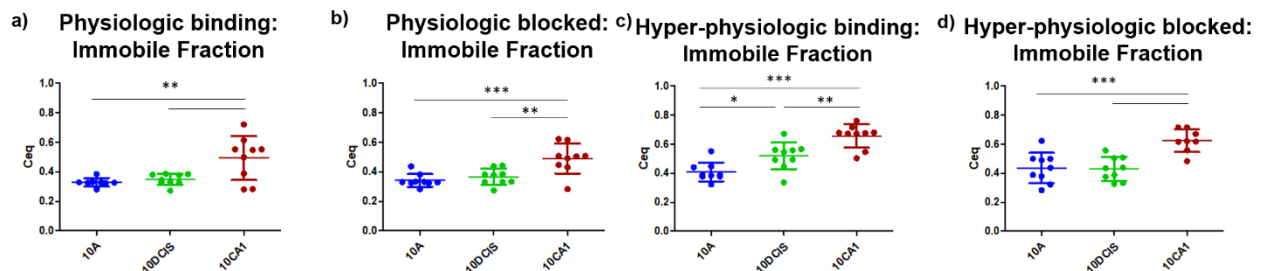 a) Physiologic binding:
Immobile Fraction
**
Ceq
1.0
0.8
0.6
0.4
0.2
0.0
10A
10DCIS
10CA1
b) Physiologic blocked:
Immobile Fraction
***
**
Ceq
1.0
0.8
0.6
0.4
0.2
0.0
10A
10DCIS
10CA1
c) Hyper-physiologic binding:
Immobile Fraction
***
* **
Ceq
1.0
0.8
0.6
0.4
0.2
0.0
10A
10DCIS
10CA1
d) Hyper-physiologic blocked:
Immobile Fraction
***
Ceq
1.0
0.8
0.6
0.4
0.2
0.0
10A
10DCIS
10CA1